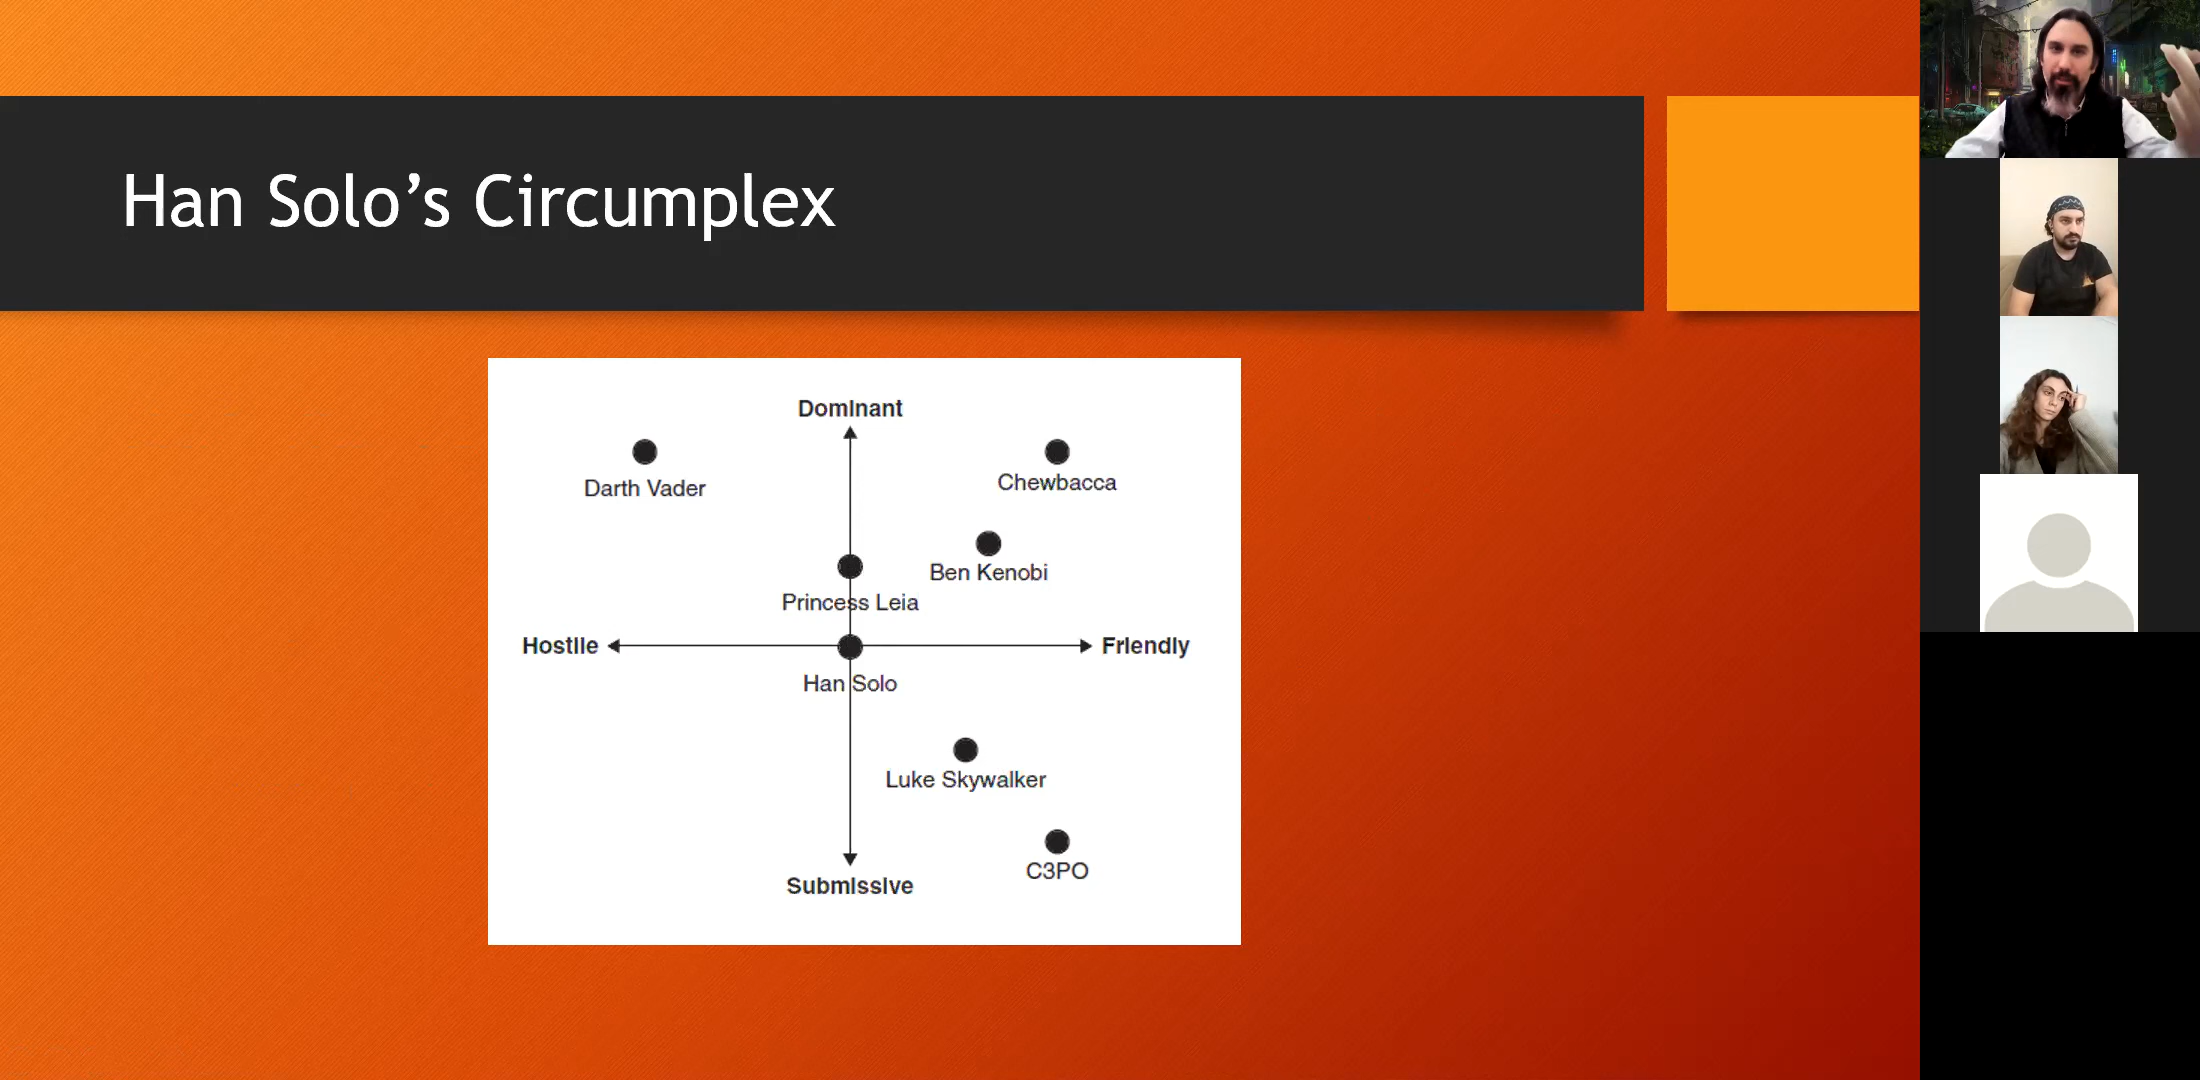 Han Solo’s Circumplex
Dominant
Darth Vader
Chewbacca
Ben Kenobi
Princess Leia
Hostile
Friendly
Han Solo
Luke Skywalker
C3PO
Submissive